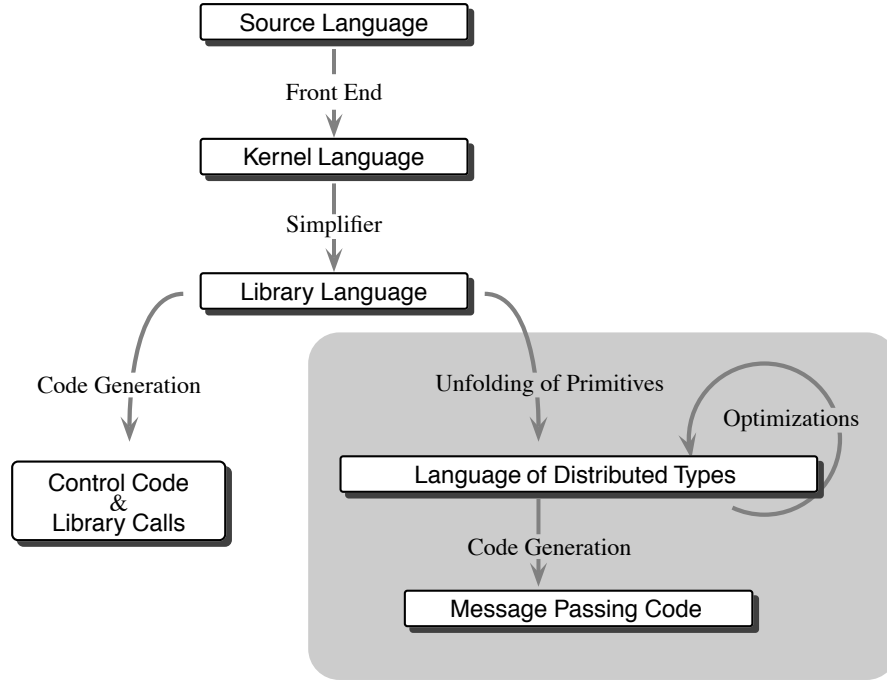 Source Language
Front End
Kernel Language
Simplifier
Library Language
Code Generation
Unfolding of Primitives
Optimizations
Control Code
&
Library Calls
Language of Distributed Types
Code Generation
Message Passing Code